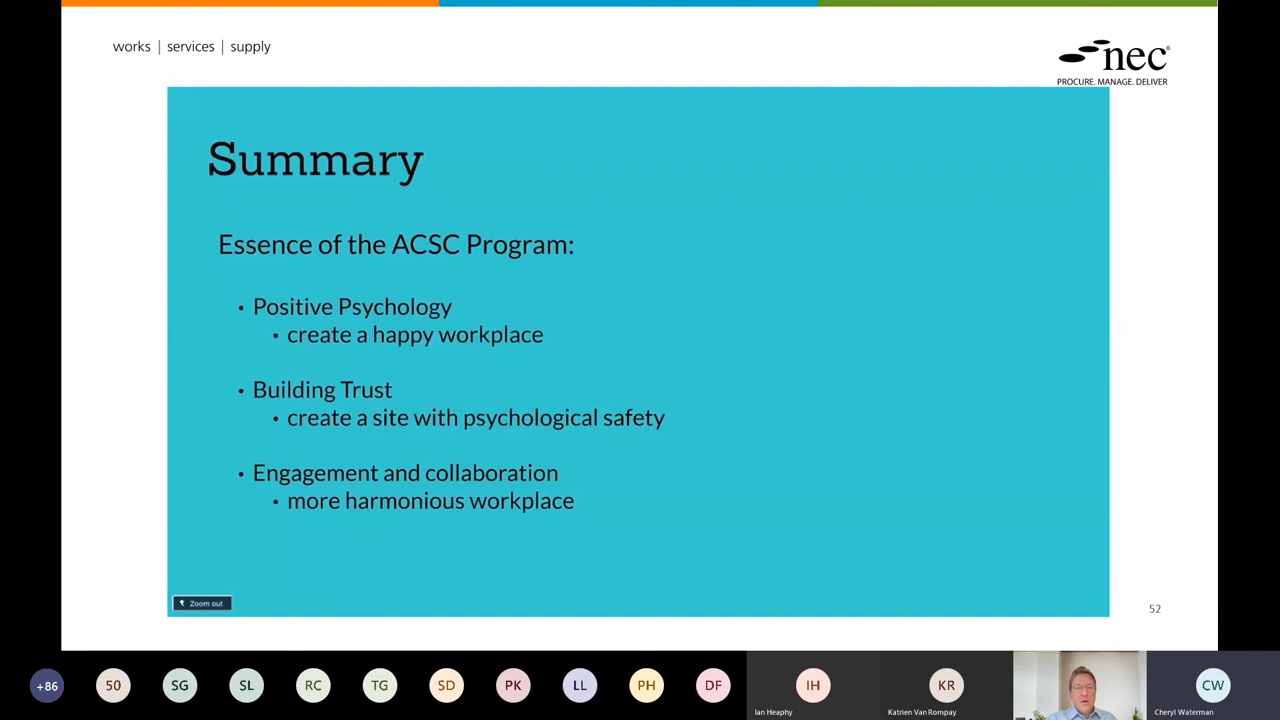 works | services | supply
nec®
PROCURE. MANAGE. DELIVER
Summary
Essence of the ACSC Program:
• Positive Psychology
• create a happy workplace
• Building Trust
• create a site with psychological safety
• Engagement and collaboration
• more harmonious workplace
Zoom out
52
+86
50
SG
SL
RC
TG
SD
PK
LL
PH
DF
IH
KR
CW
Ian Heaphy
Katrien Van Rompay
Cheryl Waterman